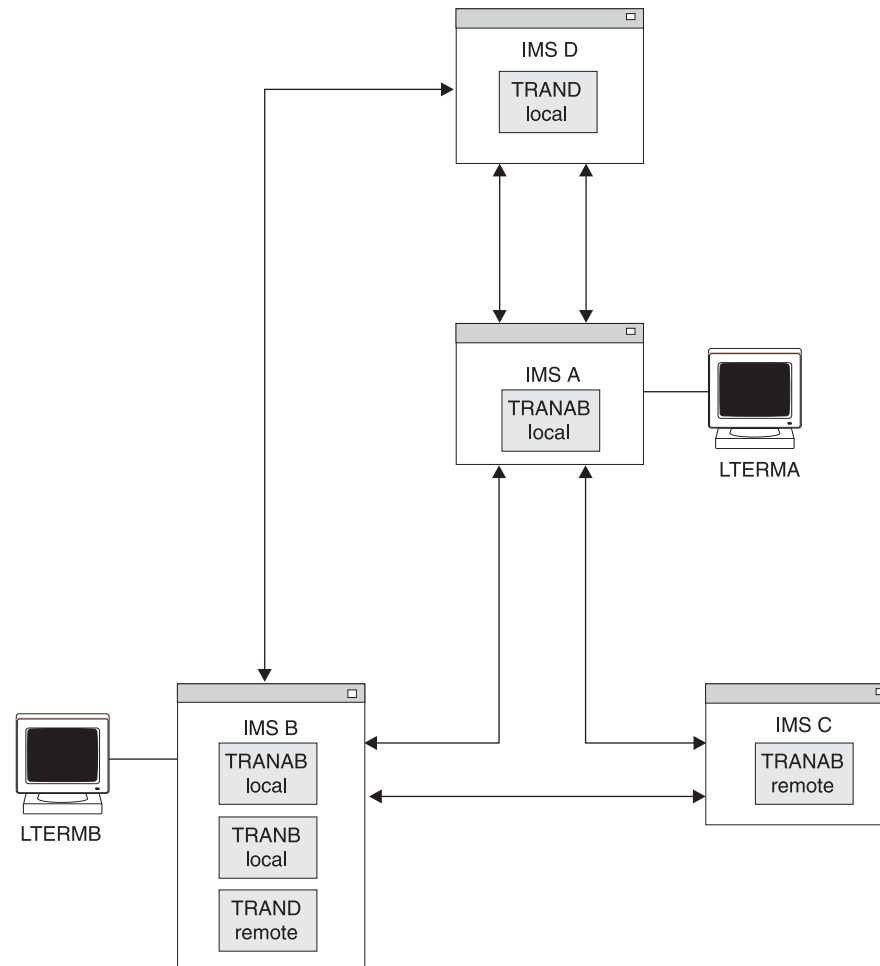 IMS D
TRAND
local
IMS A
TRANAB
local
LTERMA
IMS B
TRANAB
local
TRANB
local
TRAND
remote
LTERMB
IMS C
TRANAB
remote